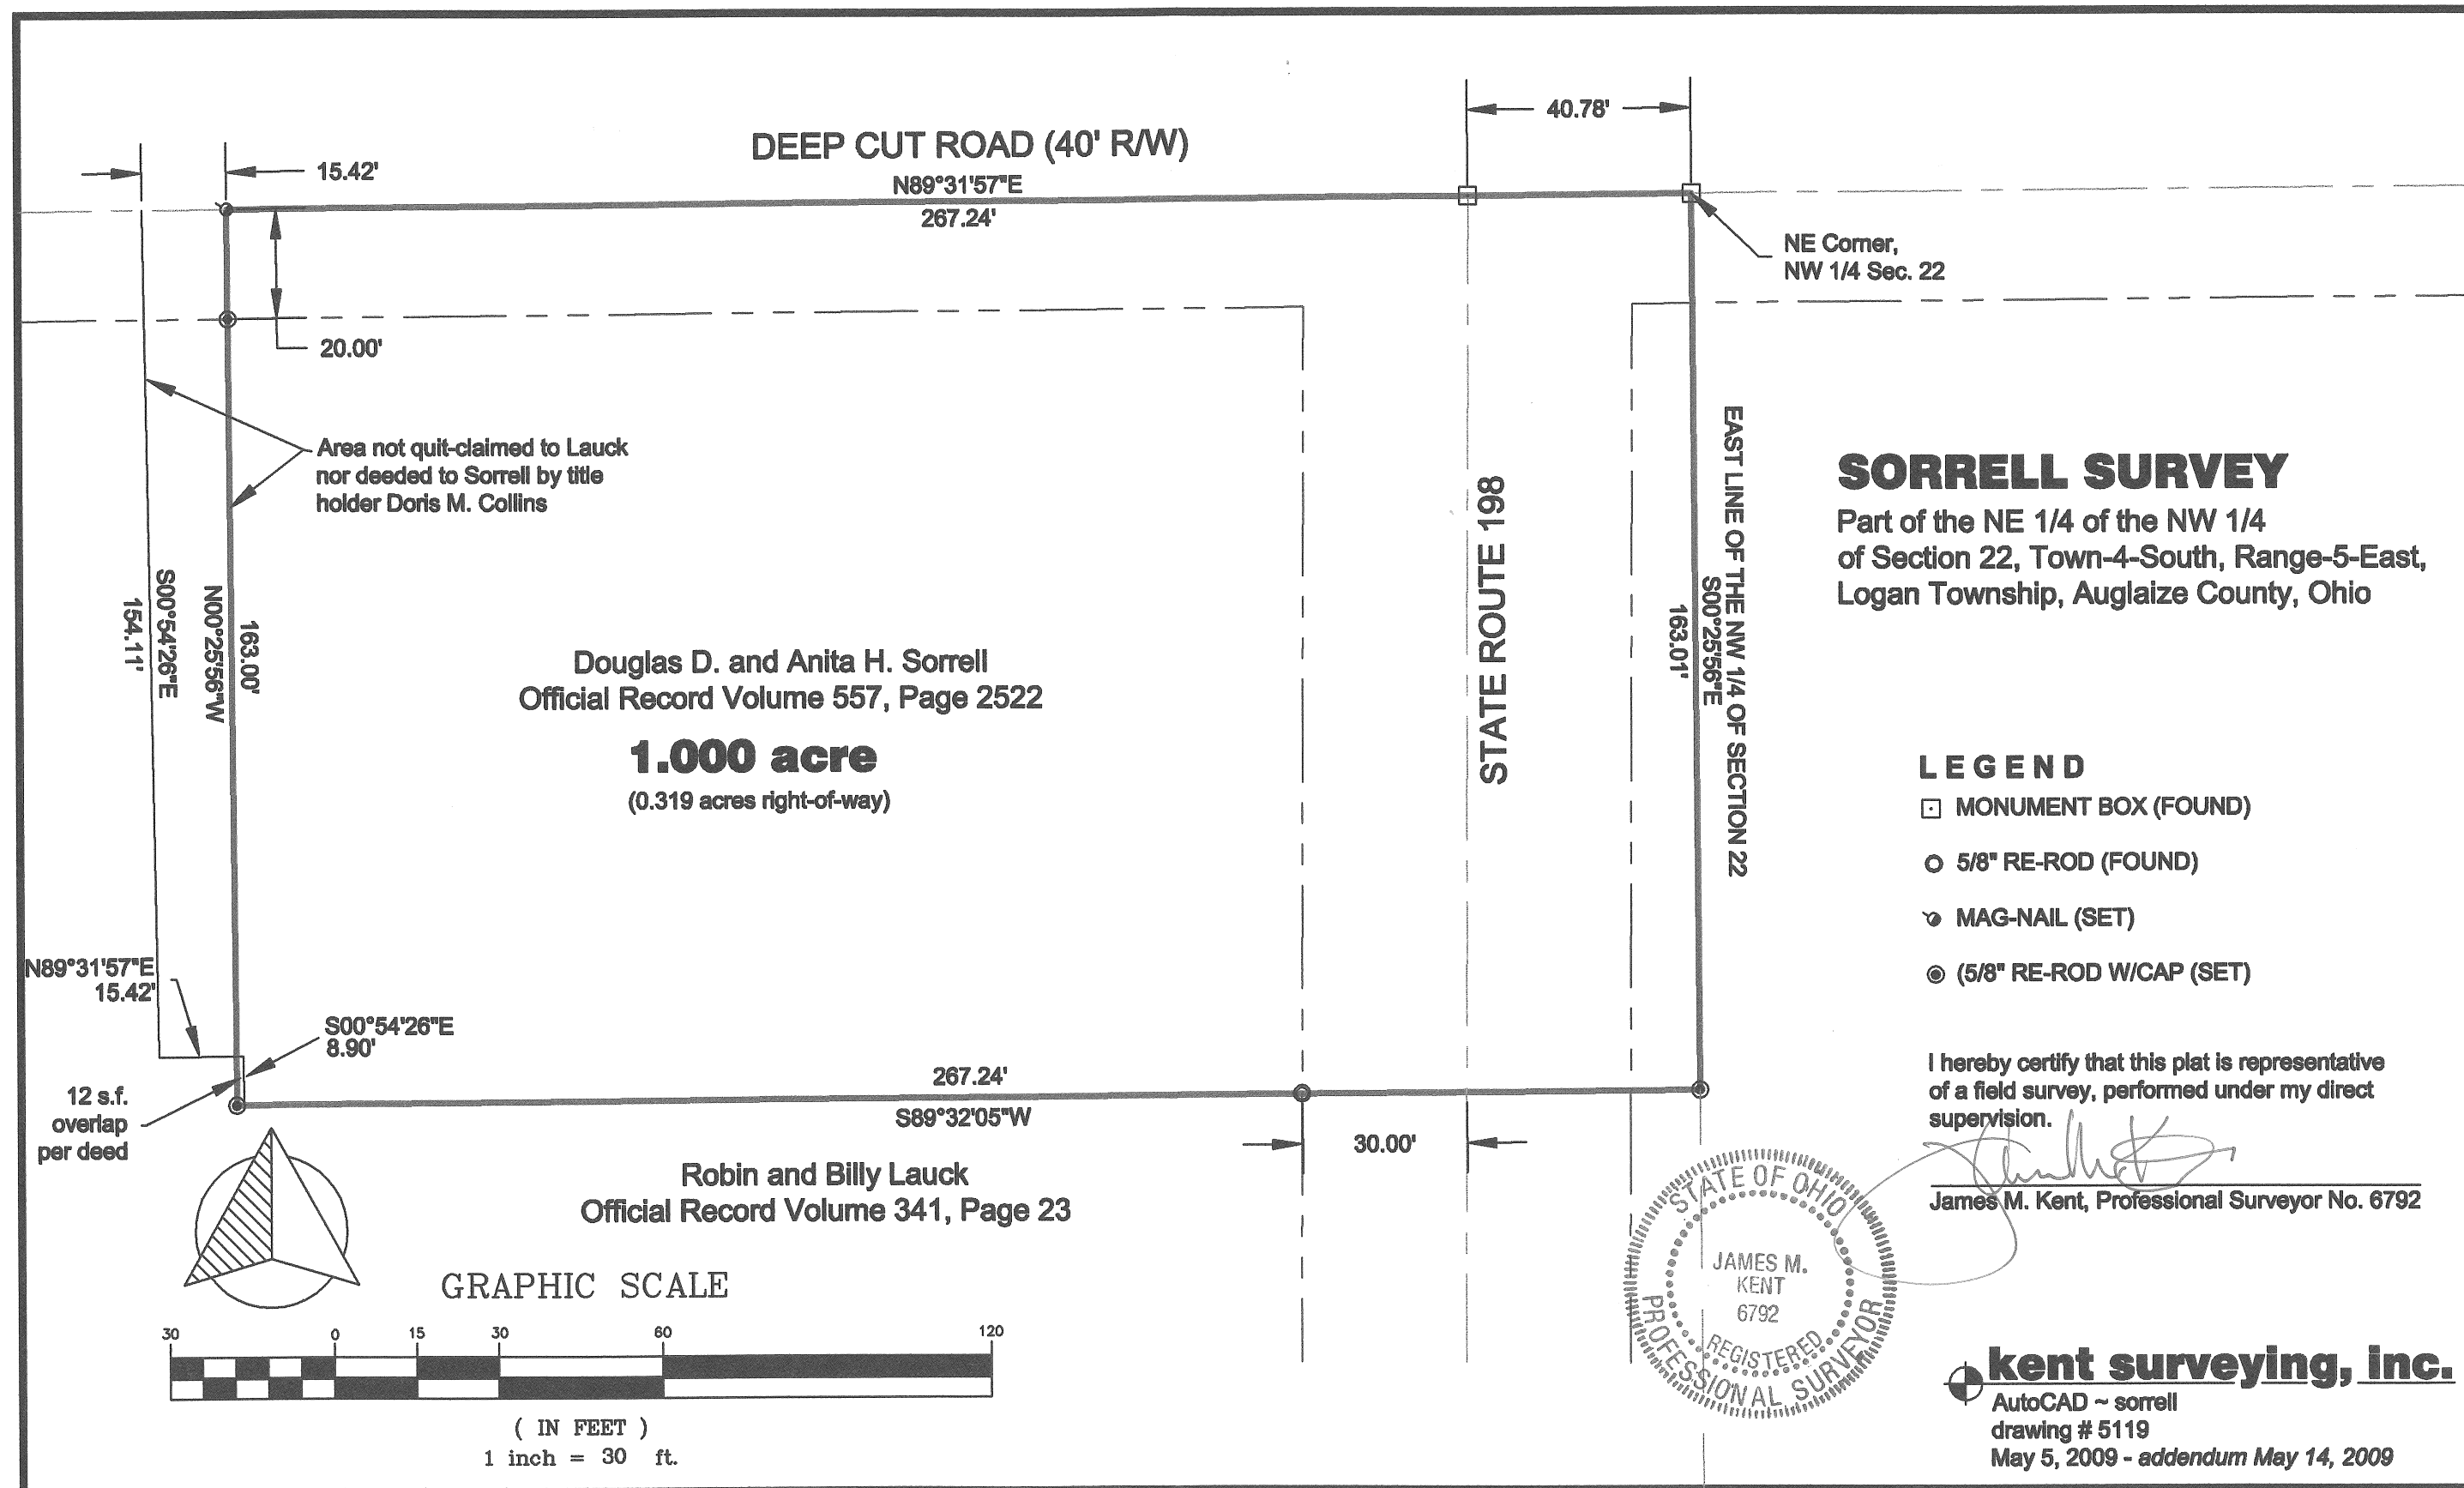 40.78'
DEEP CUT ROAD (40' R/W)
15.42'
N89°31'57"E
267.24'
NE Corner,
NW 1/4 Sec. 22
20.00'
Area not quit-claimed to Lauck
nor deeded to Sorrell by title
holder Doris M. Collins
S00°54'26"E
154.11'
N00°25'56"W
163.00'
Douglas D. and Anita H. Sorrell
Official Record Volume 557, Page 2522
1.000 acre
(0.319 acres right-of-way)
STATE ROUTE 198
EAST LINE OF THE NW 1/4 OF SECTION 22
S00°25'56"E
163.01'
SORRELL SURVEY
Part of the NE 1/4 of the NW 1/4
of Section 22, Town-4-South, Range-5-East,
Logan Township, Auglaize County, Ohio
LEGEND
MONUMENT BOX (FOUND)
5/8" RE-ROD (FOUND)
MAG-NAIL (SET)
(5/8" RE-ROD W/CAP (SET)
N89°31'57"E
15.42'
S00°54'26"E
8.90'
12 s.f.
overlap
per deed
267.24'
S89°32'05"W
30.00'
Robin and Billy Lauck
Official Record Volume 341, Page 23
I hereby certify that this plat is representative
of a field survey, performed under my direct
supervision.
James M. Kent, Professional Surveyor No. 6792
STATE OF OHIO
JAMES M.
KENT
6792
REGISTERED
PROFESSIONAL SURVEYOR
GRAPHIC SCALE
30 0 15 30 60 120
( IN FEET )
1 inch = 30 ft.
kent surveying, inc.
AutoCAD ~ sorrell
drawing # 5119
May 5, 2009 - addendum May 14, 2009